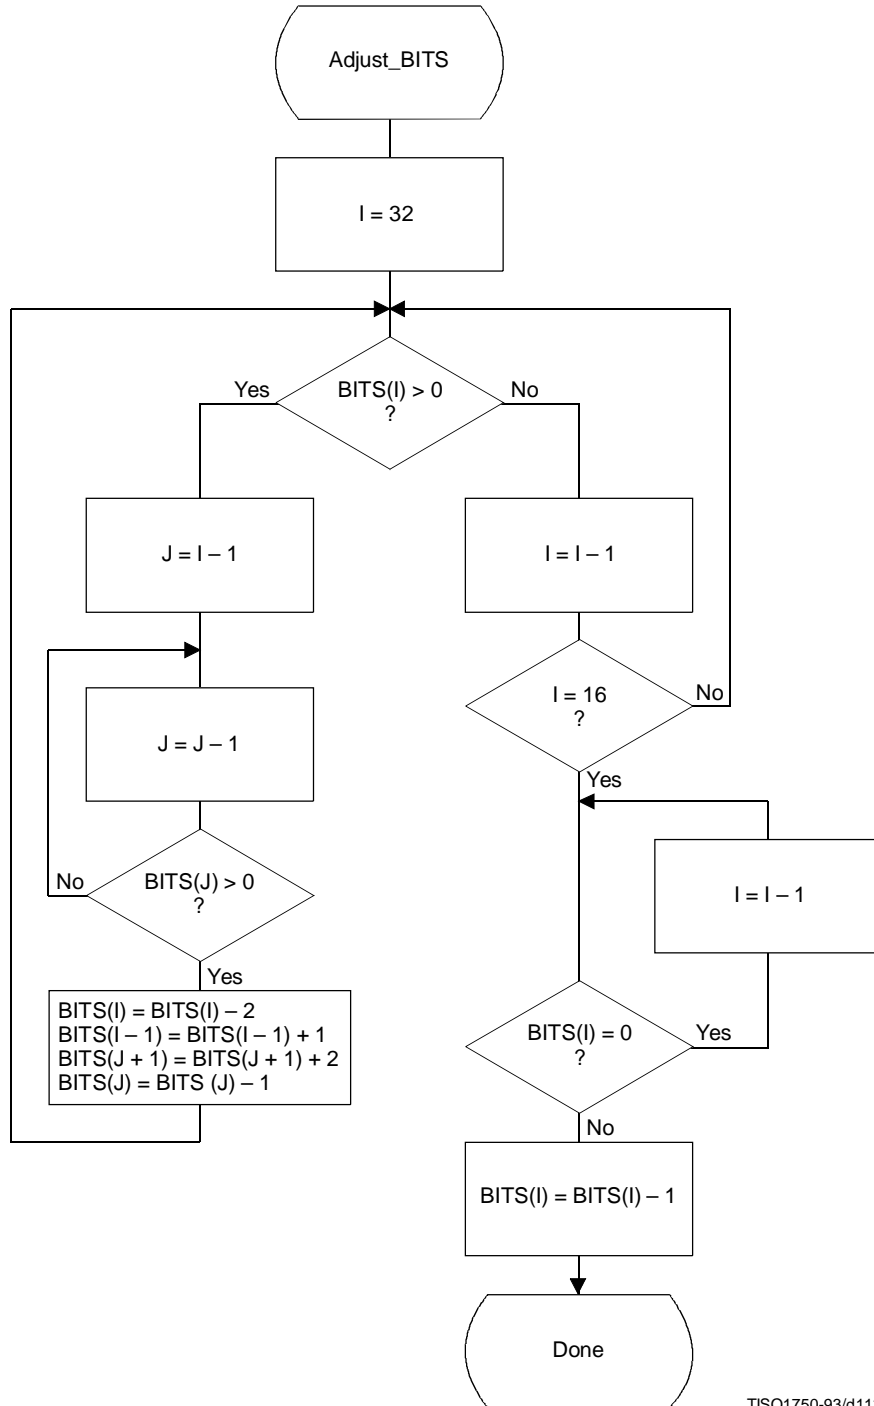 Adjust_BITS
I = 32
BITS(I) > 0
?
Yes
No
J = I – 1
I = I – 1
J = J – 1
I = 16
?
No
Yes
BITS(J) > 0
?
No
Yes
I = I – 1
BITS(I) = BITS(I) – 2
BITS(I – 1) = BITS(I – 1) + 1
BITS(J + 1) = BITS(J + 1) + 2
BITS(J) = BITS (J) – 1
BITS(I) = 0
?
Yes
No
BITS(I) = BITS(I) – 1
Done